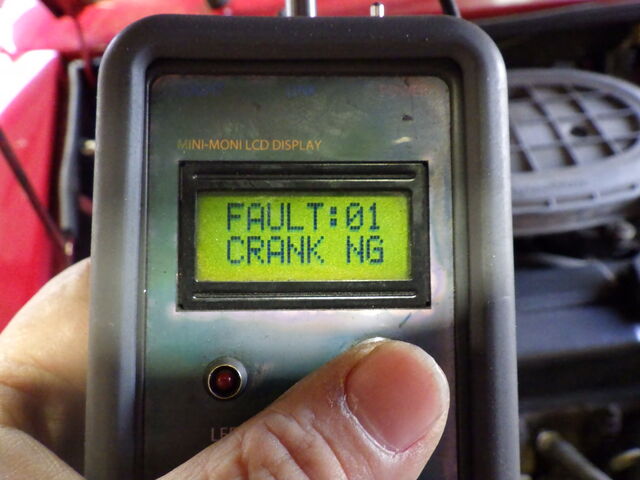 MINI-MONI LCD DISPLAY
FAULT:01
CRANK NG